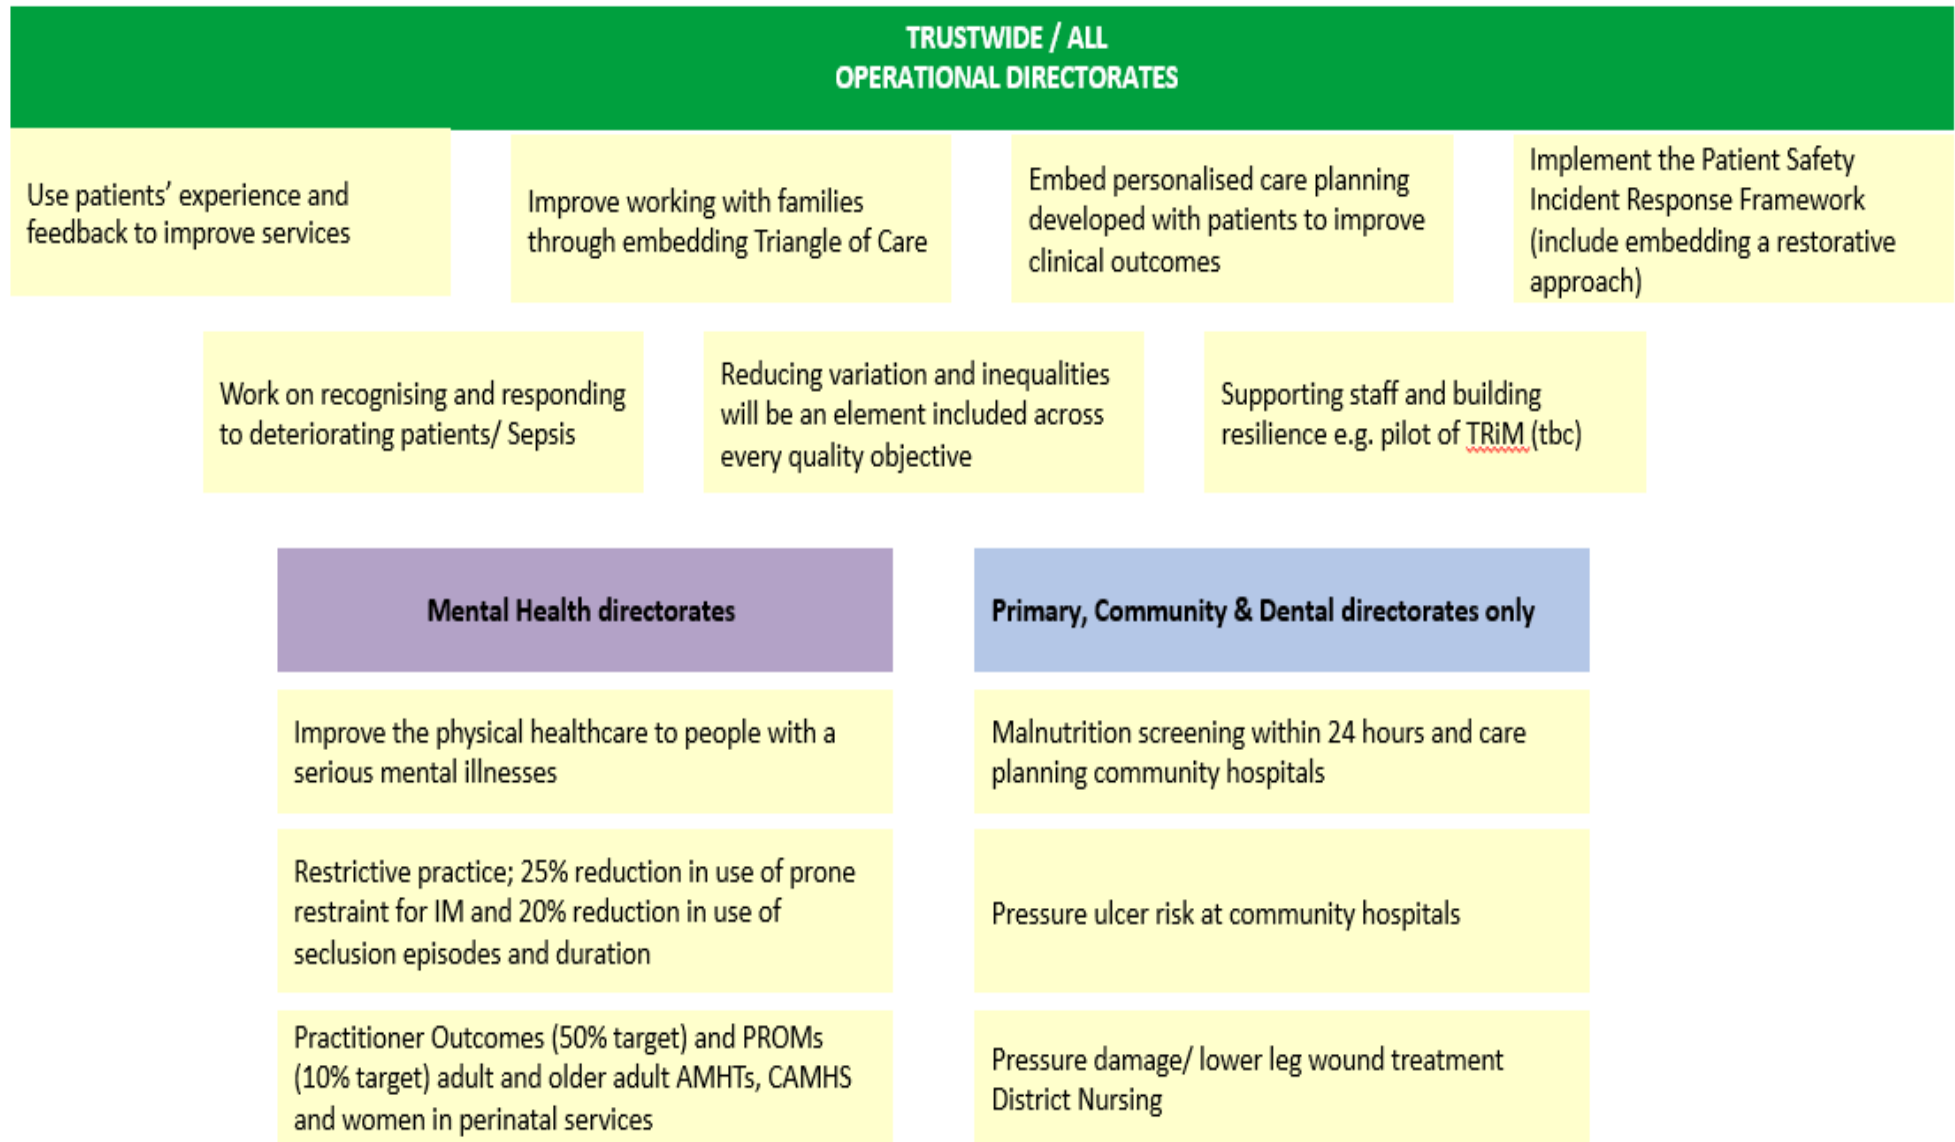 TRUSTWIDE / ALL
OPERATIONAL DIRECTORATES
Use patients’ experience and
feedback to improve services
Improve working with families
through embedding Triangle of Care
Embed personalised care planning
developed with patients to improve
clinical outcomes
Implement the Patient Safety
Incident Response Framework
(include embedding a restorative
approach)
Work on recognising and responding
to deteriorating patients/ Sepsis
Reducing variation and inequalities
will be an element included across
every quality objective
Supporting staff and building
resilience e.g. pilot of TRiM (tbc)
Mental Health directorates
Improve the physical healthcare to people with a
serious mental illnesses
Restrictive practice; 25% reduction in use of prone
restraint for IM and 20% reduction in use of
seclusion episodes and duration
Practitioner Outcomes (50% target) and PROMs
(10% target) adult and older adult AMHTs, CAMHS
and women in perinatal services
Primary, Community & Dental directorates only
Malnutrition screening within 24 hours and care
planning community hospitals
Pressure ulcer risk at community hospitals
Pressure damage/ lower leg wound treatment
District Nursing